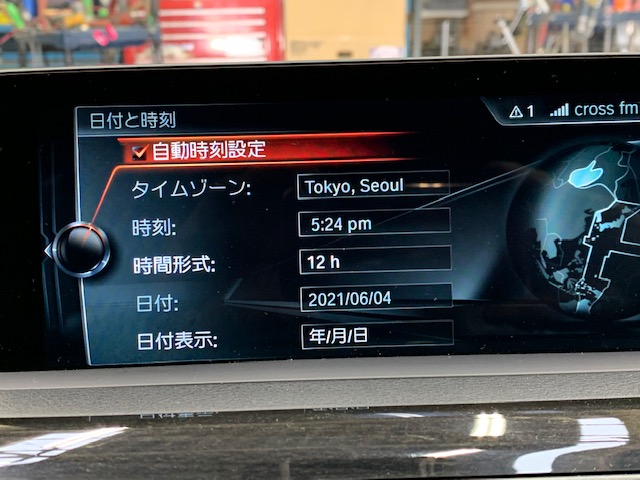 日付と時刻
1 cross fm
自動時刻設定
タイムゾーン: Tokyo, Seoul
時刻: 5:24 pm
時間形式: 12 h
日付: 2021/06/04
日付表示: 年/月/日